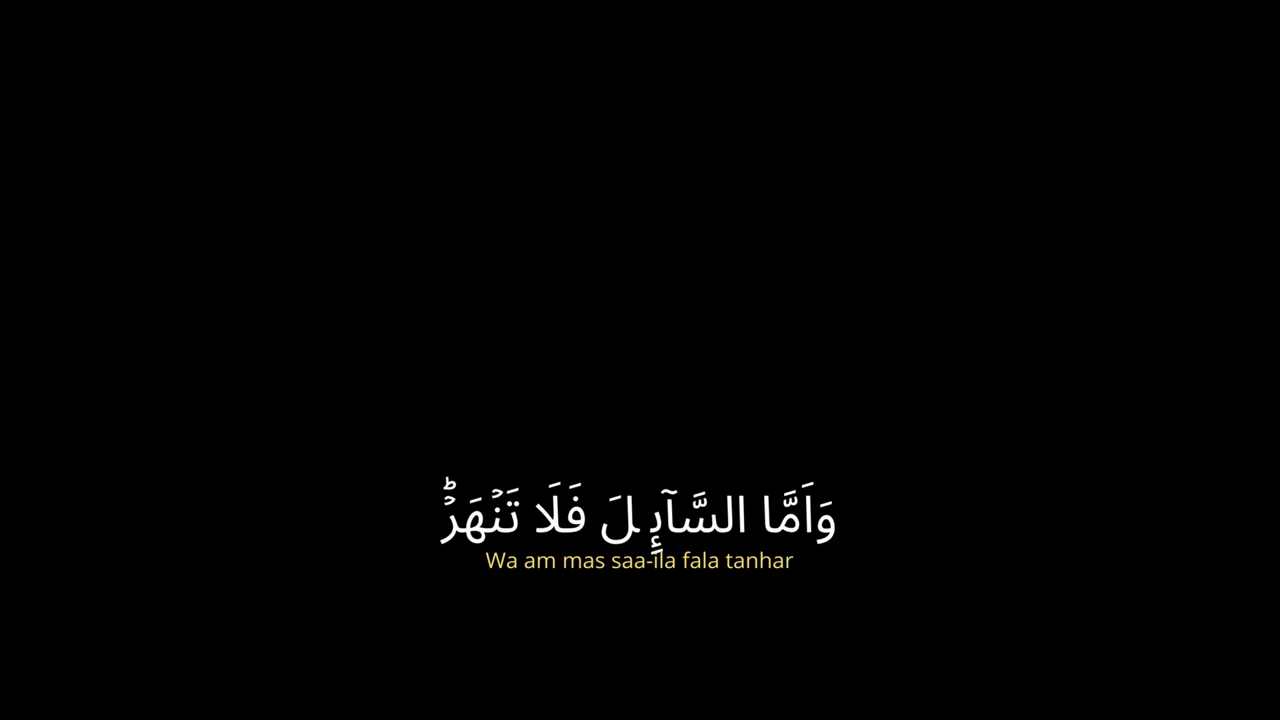 وَاَمَّا السَّآىِٕلَ فَلَا تَنْهَرْؕ
Wa am mas saa-ila fala tanhar